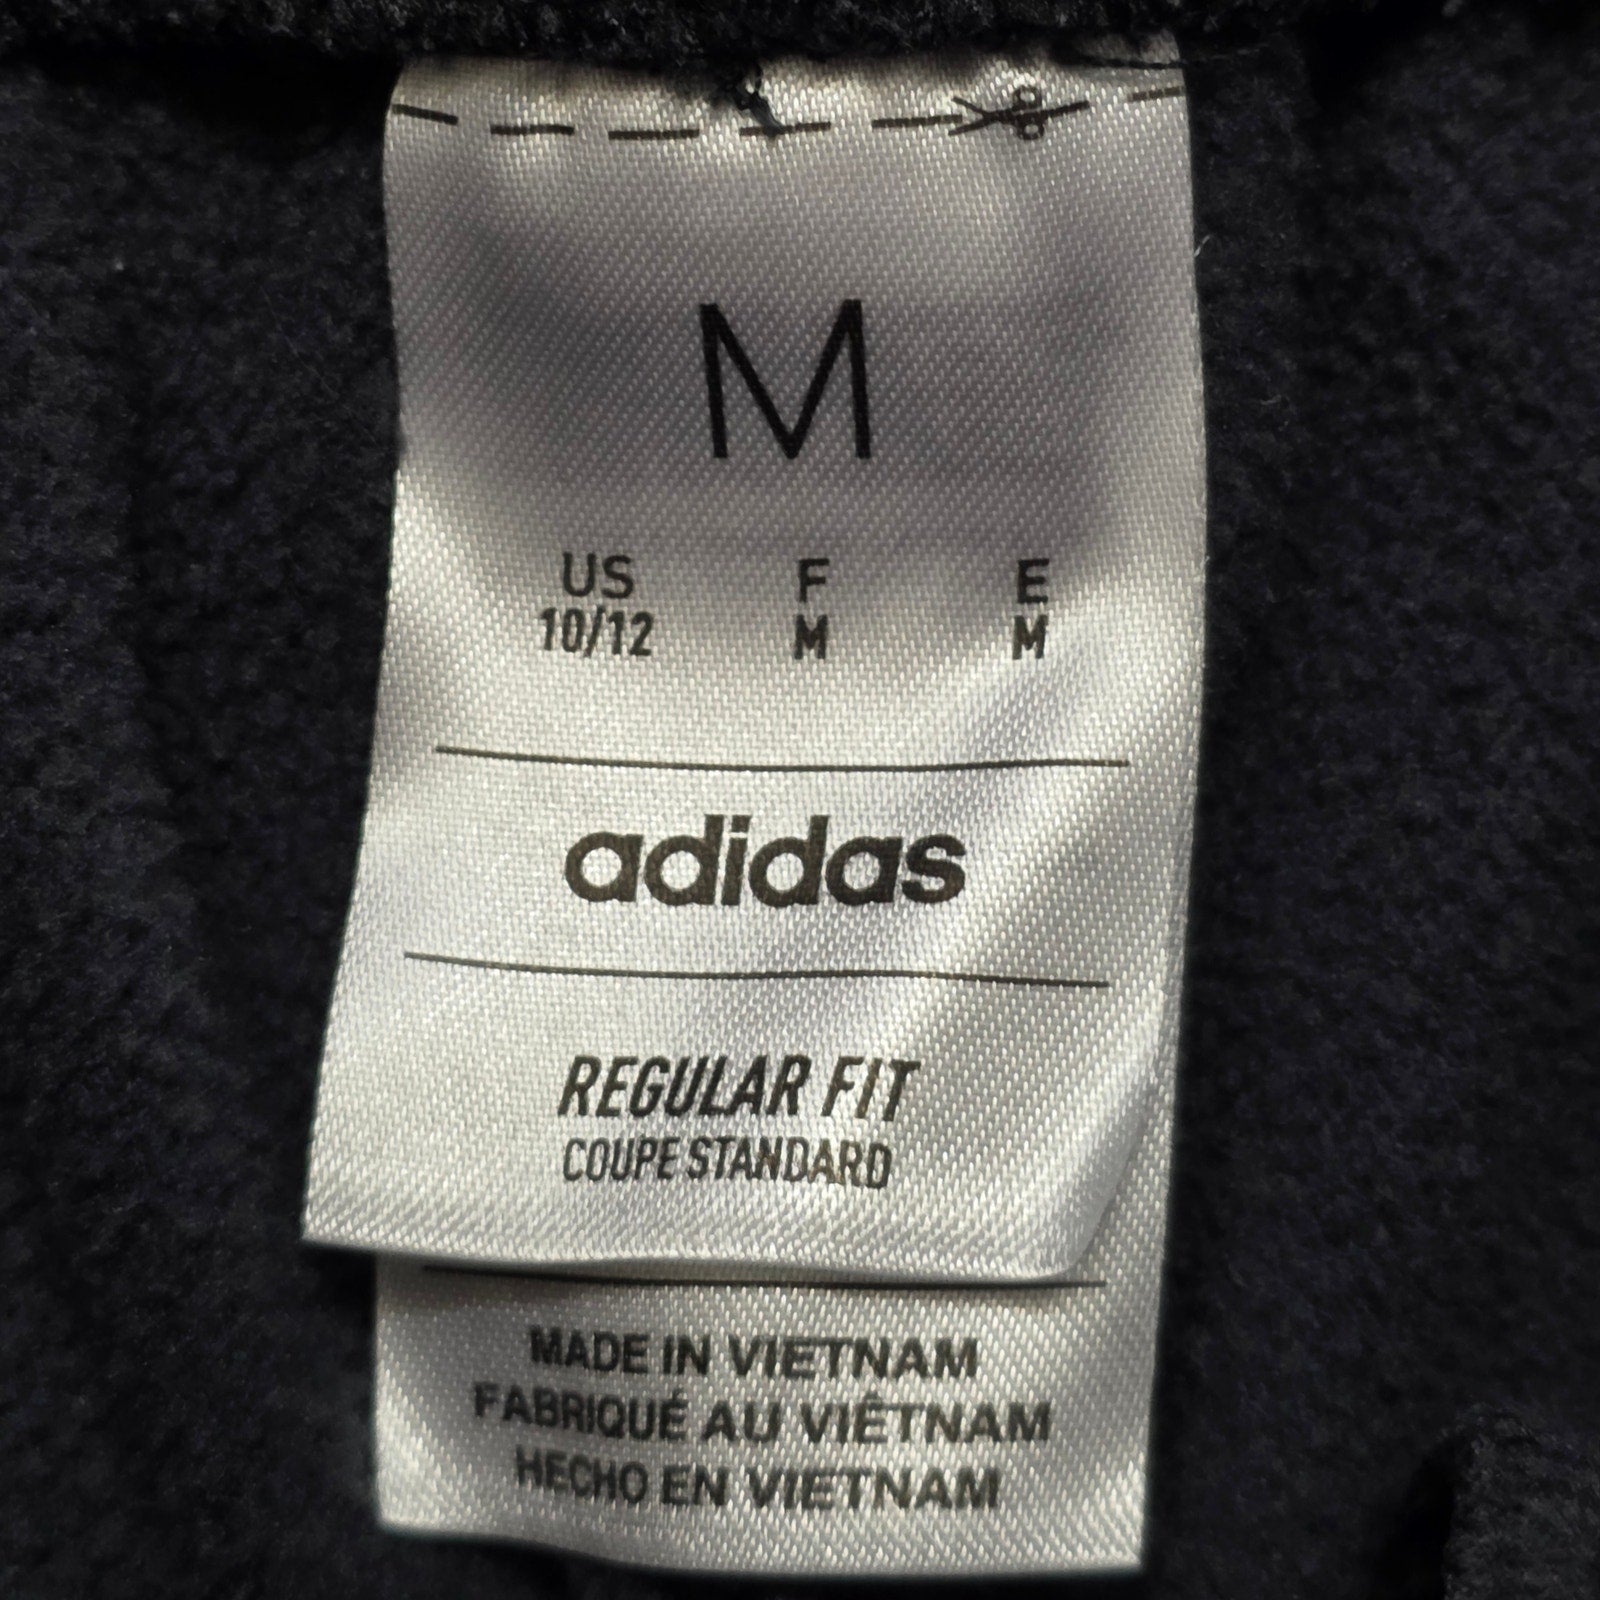 M
US F E
10/12 M M
adidas
REGULAR FIT
COUPE STANDARD
MADE IN VIETNAM
FABRIQUÉ AU VIÊTNAM
HECHO EN VIETNAM